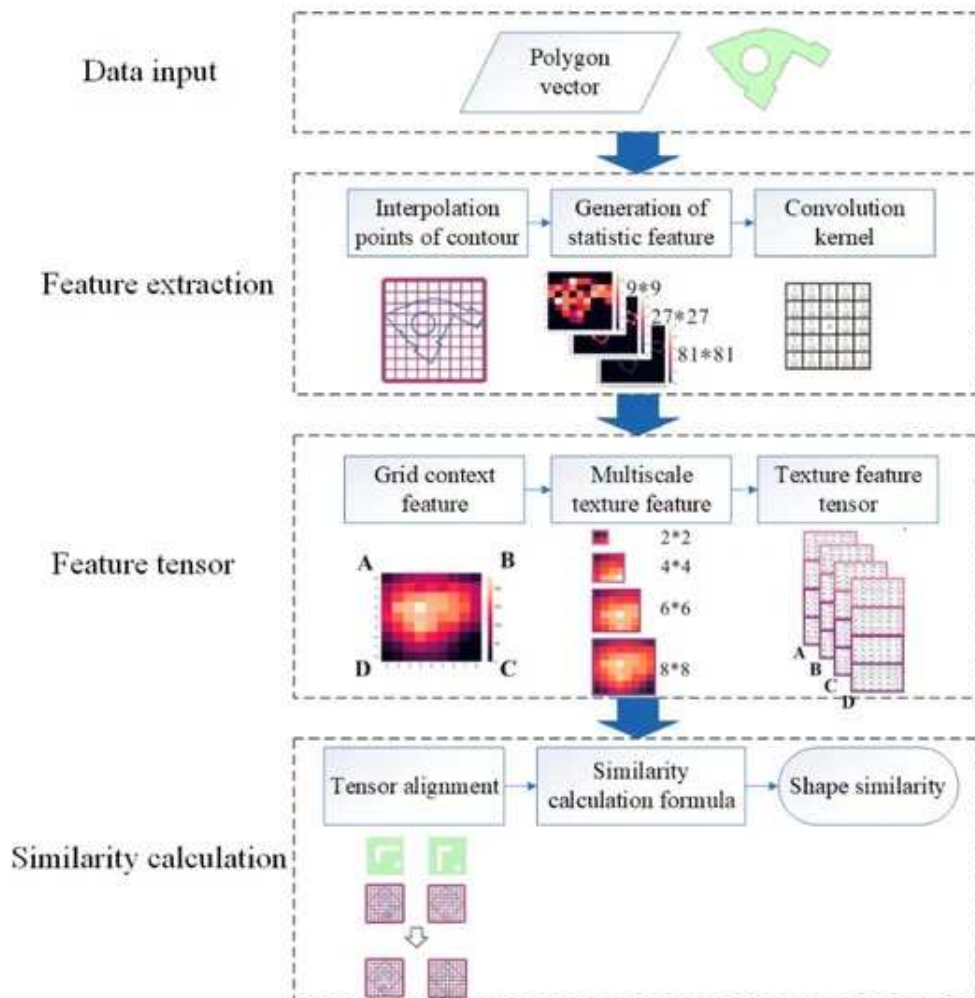 Data input
Polygon
vector
Feature extraction
Interpolation
points of contour
Generation of
statistic feature
Convolution
kernel
9*9
27*27
81*81
Feature tensor
Grid context
feature
Multiscale
texture feature
Texture feature
tensor
A
B
D
C
2*2
4*4
6*6
8*8
A
B
C
D
Similarity calculation
Tensor alignment
Similarity
calculation formula
Shape similarity